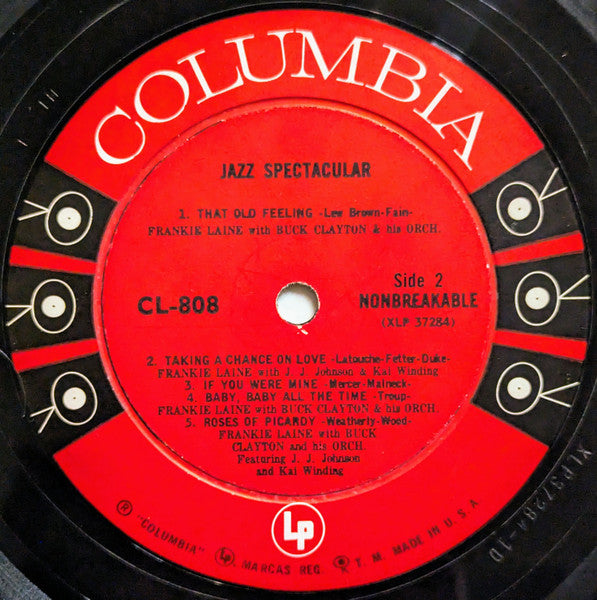 COLUMBIA
JAZZ SPECTACULAR
1. THAT OLD FEELING -Lew Brown-Fain-
FRANKIE LAINE with BUCK CLAYTON & his ORCH.
CL-808
Side 2
NONBREAKABLE
(XLP 37284)
2. TAKING A CHANCE ON LOVE -Latouche-Fetter-Duke-
FRANKIE LAINE with J. J. Johnson & Kai Winding
3. IF YOU WERE MINE -Mercer-Malneck-
4. BABY, BABY ALL THE TIME -Troup-
FRANKIE LAINE with BUCK CLAYTON & his ORCH.
5. ROSES OF PICARDY -Weatherly-Wood-
FRANKIE LAINE with BUCK
CLAYTON and his ORCH.
Featuring J. J. Johnson
and Kai Winding
Lp
® "COLUMBIA" Lp, MARCAS REG. T. M. MADE IN U.S.A
XLP37284-1D